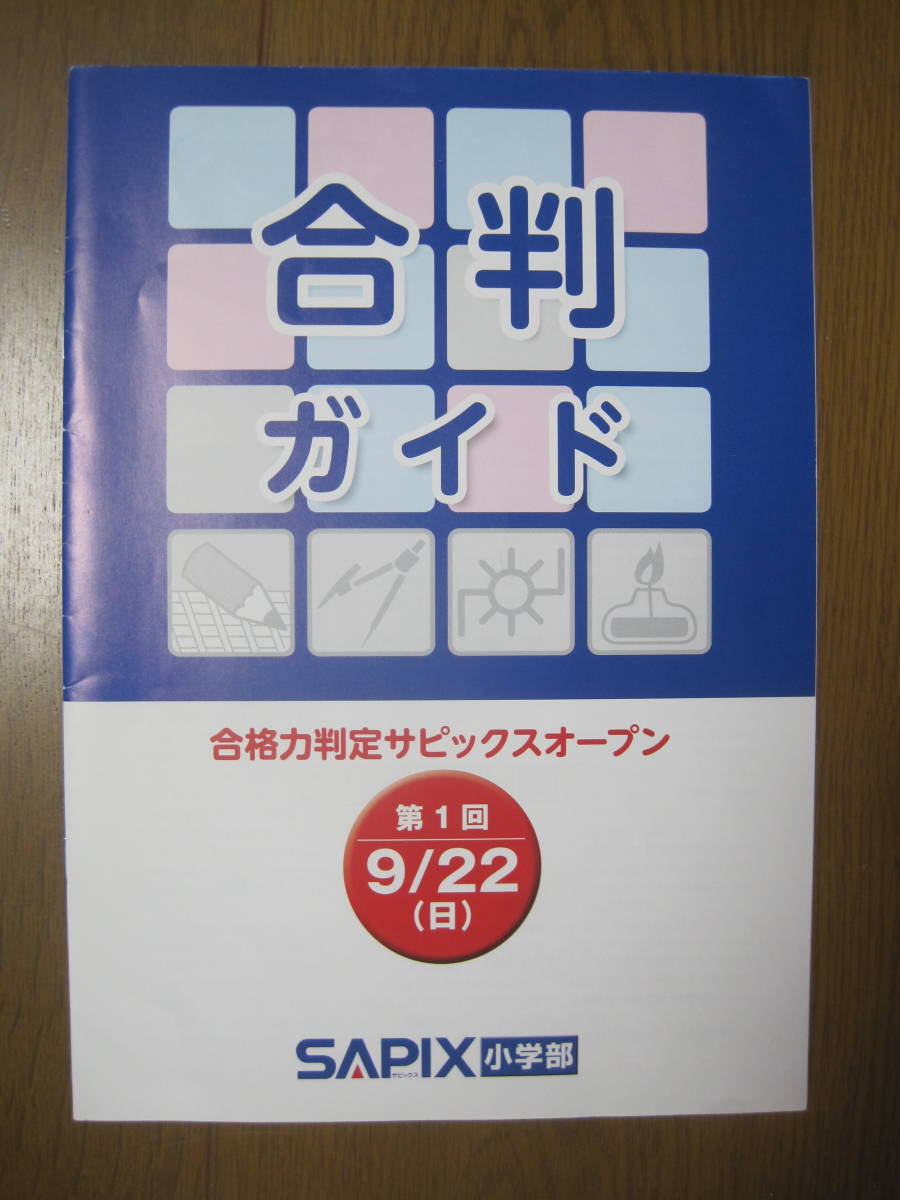 合判
ガイド
合格力判定サピックスオープン
第1回
9/22
（日）
SAPIX 小学部
サピックス